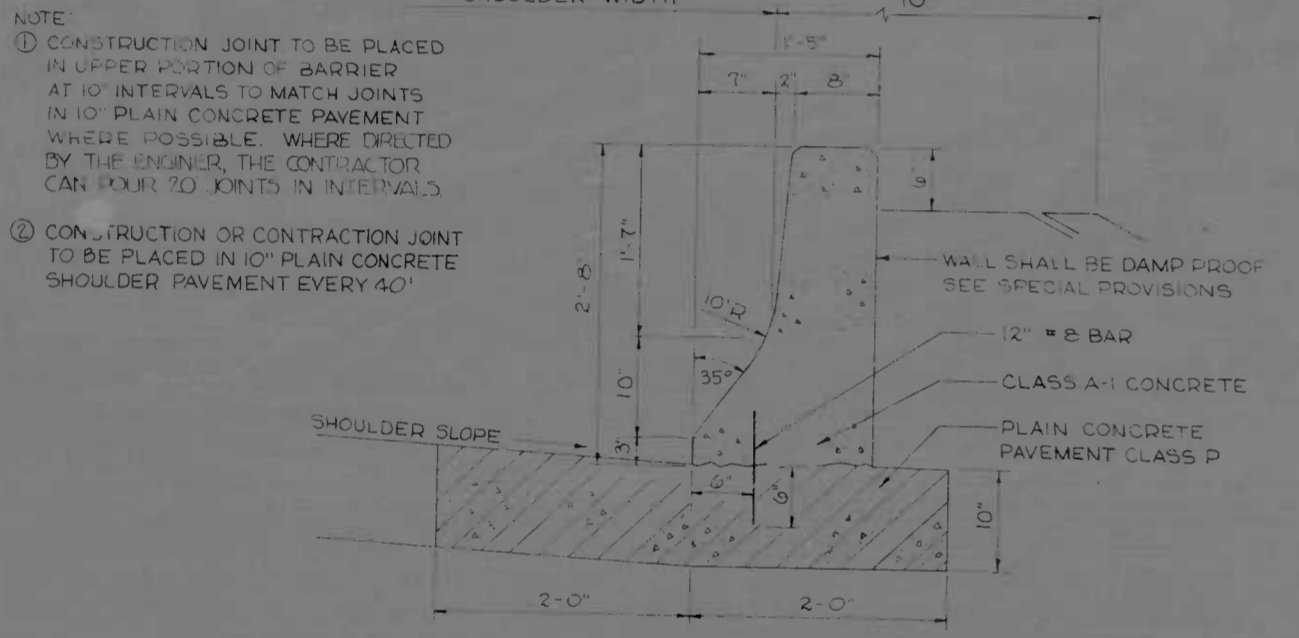 SHOULDER WIDTH
10'
NOTE:
① CONSTRUCTION JOINT TO BE PLACED
IN UPPER PORTION OF BARRIER
AT 10' INTERVALS TO MATCH JOINTS
IN 10" PLAIN CONCRETE PAVEMENT
WHERE POSSIBLE. WHERE DIRECTED
BY THE ENGINER, THE CONTRACTOR
CAN POUR 20 JOINTS IN INTERVALS.
② CONSTRUCTION OR CONTRACTION JOINT
TO BE PLACED IN 10" PLAIN CONCRETE
SHOULDER PAVEMENT EVERY 40'
1'-5"
7" 2" 8"
9"
1'-7"
2'-8"
10"
3"
10'R
35°
WALL SHALL BE DAMP PROOF
SEE SPECIAL PROVISIONS
12" # 8 BAR
CLASS A-1 CONCRETE
PLAIN CONCRETE
PAVEMENT CLASS P
SHOULDER SLOPE
6"
6"
10"
2-0" 2-0"